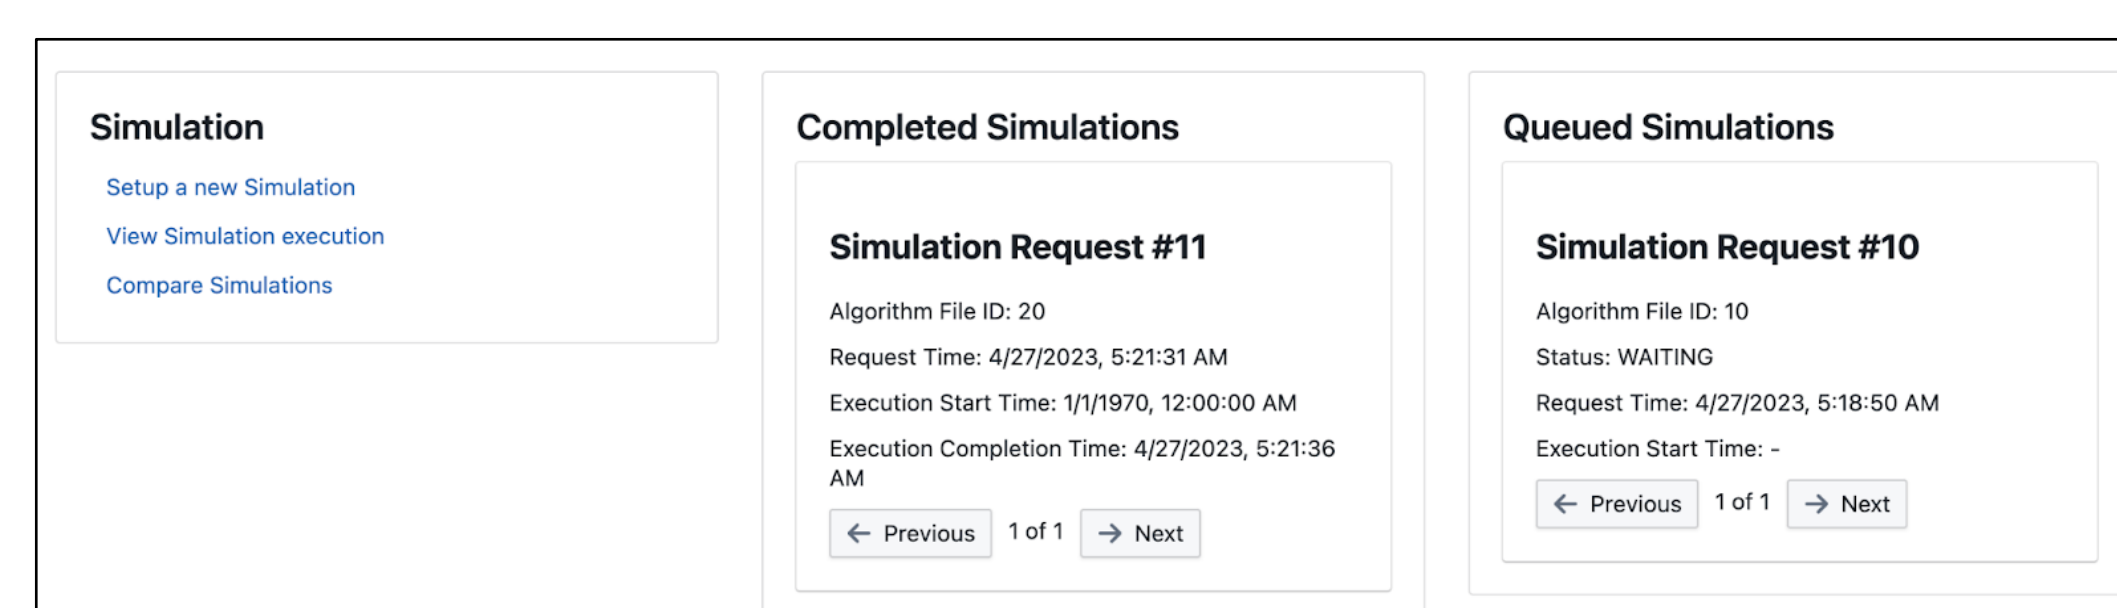 Simulation
Setup a new Simulation
View Simulation execution
Compare Simulations
Completed Simulations
Simulation Request #11
Algorithm File ID: 20
Request Time: 4/27/2023, 5:21:31 AM
Execution Start Time: 1/1/1970, 12:00:00 AM
Execution Completion Time: 4/27/2023, 5:21:36
AM
← Previous 1 of 1 → Next
Queued Simulations
Simulation Request #10
Algorithm File ID: 10
Status: WAITING
Request Time: 4/27/2023, 5:18:50 AM
Execution Start Time: -
← Previous 1 of 1 → Next